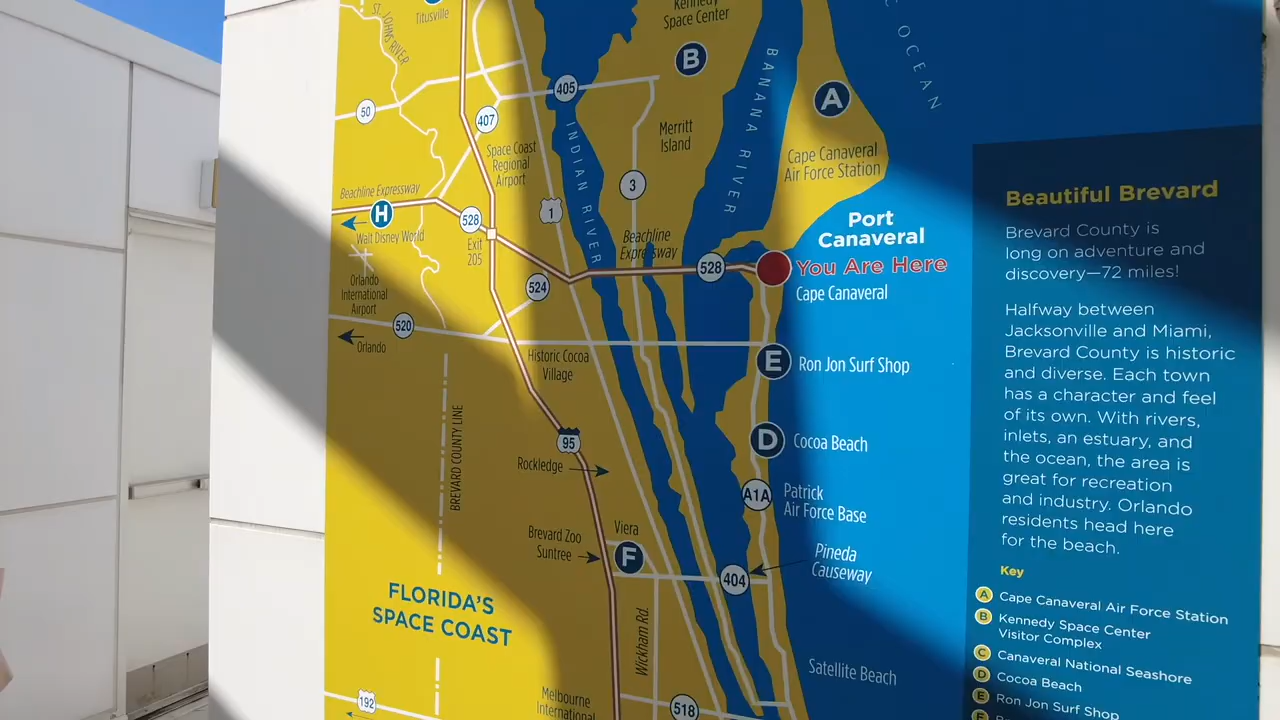 Titusville
ST. JOHNS RIVER
Kennedy
Space Center
B
OCEAN
50
405
407
A
BANANA RIVER
INDIAN RIVER
Merritt
Island
Space Coast
Regional
Airport
Cape Canaveral
Air Force Station
3
1
Beachline Expressway
H
Walt Disney World
528
Exit
205
Port
Canaveral
You Are Here
Cape Canaveral
Beachline
Expressway
528
Orlando
International
Airport
524
520
Orlando
Historic Cocoa
Village
E
Ron Jon Surf Shop
D
Cocoa Beach
95
Rockledge
BREVARD COUNTY LINE
A1A
Patrick
Air Force Base
Brevard Zoo
Suntree
Viera
F
Pineda
Causeway
404
FLORIDA'S
SPACE COAST
Wickham Rd.
Satellite Beach
192
Melbourne
International
518
Beautiful Brevard
Brevard County is
long on adventure and
discovery—72 miles!
Halfway between
Jacksonville and Miami,
Brevard County is historic
and diverse. Each town
has a character and feel
of its own. With rivers,
inlets, an estuary, and
the ocean, the area is
great for recreation
and industry. Orlando
residents head here
for the beach.
Key
A Cape Canaveral Air Force Station
B Kennedy Space Center
Visitor Complex
C Canaveral National Seashore
D Cocoa Beach
E Ron Jon Surf Shop
F